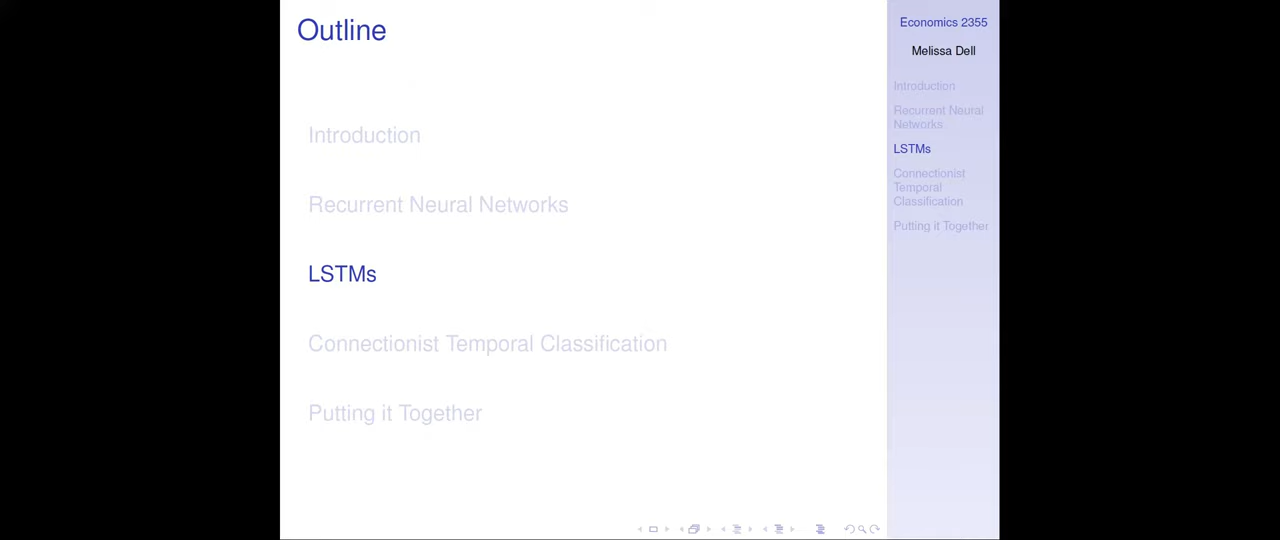 Outline
Introduction
Recurrent Neural Networks
LSTMs
Connectionist Temporal Classification
Putting it Together
Economics 2355
Melissa Dell
Introduction
Recurrent Neural
Networks
LSTMs
Connectionist
Temporal
Classification
Putting it Together